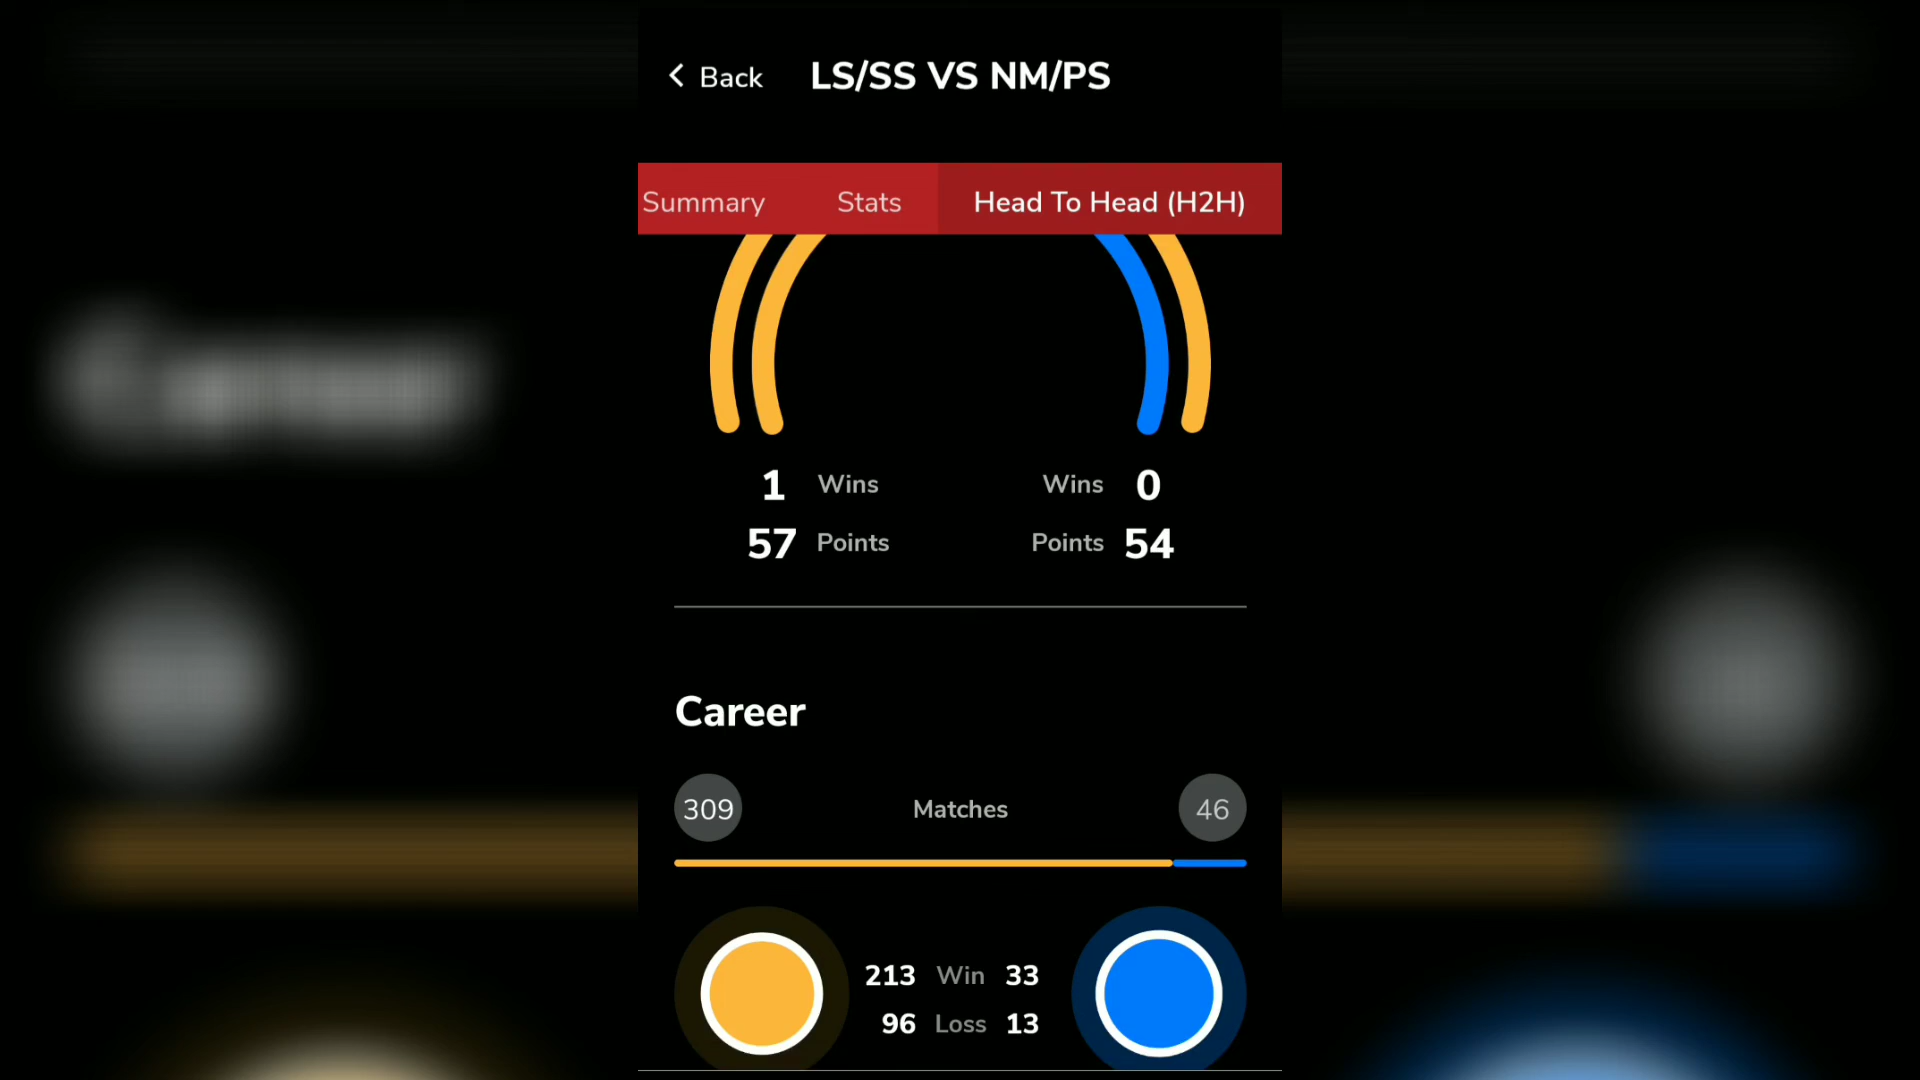 Back LS/SS VS NM/PS
Summary Stats Head To Head (H2H)
1 Wins Wins 0
57 Points Points 54
Career
309 Matches 46
213 Win 33
96 Loss 13